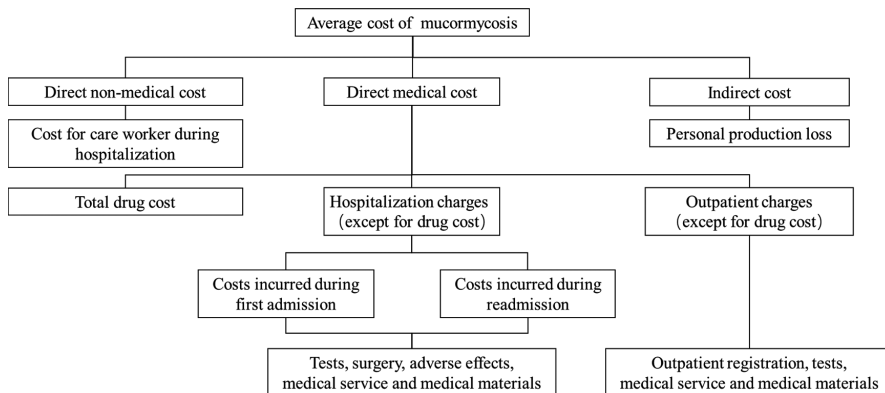 Average cost of mucormycosis
Direct non-medical cost
Direct medical cost
Indirect cost
Cost for care worker during
hospitalization
Personal production loss
Total drug cost
Hospitalization charges
(except for drug cost)
Outpatient charges
(except for drug cost)
Costs incurred during
first admission
Costs incurred during
readmission
Tests, surgery, adverse effects,
medical service and medical materials
Outpatient registration, tests,
medical service and medical materials